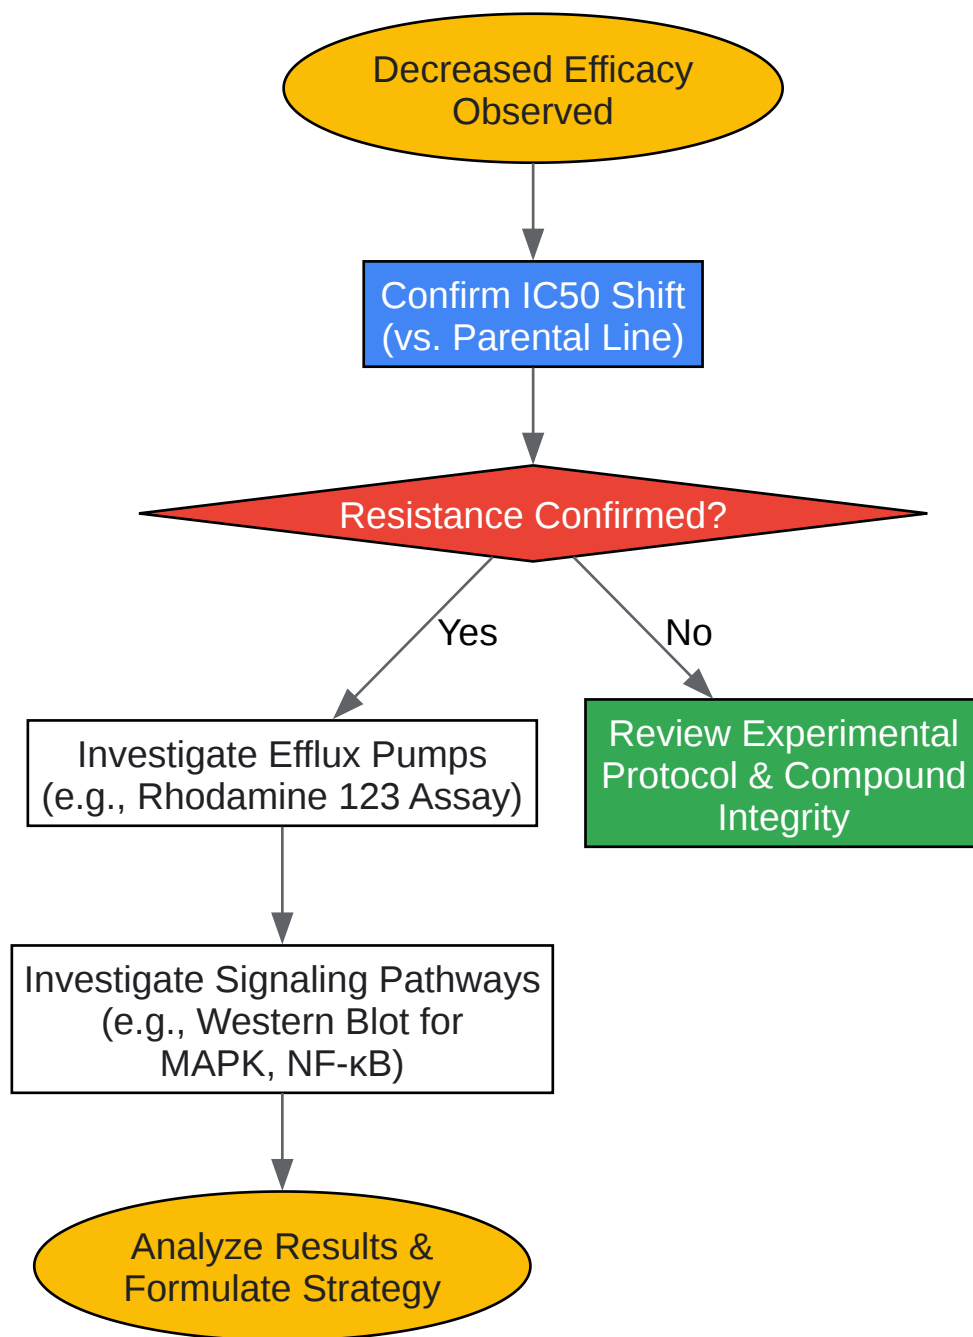 Decreased Efficacy
Observed
Confirm IC50 Shift
(vs. Parental Line)
Resistance Confirmed?
Yes
No
Investigate Efflux Pumps
(e.g., Rhodamine 123 Assay)
Review Experimental
Protocol & Compound
Integrity
Investigate Signaling Pathways
(e.g., Western Blot for
MAPK, NF-κB)
Analyze Results &
Formulate Strategy